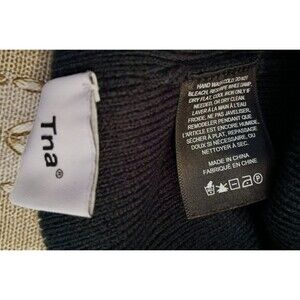 Tna®
HAND WASH COLD. DO NOT
BLEACH. RESHAPE WHILE DAMP.
DRY FLAT. COOL IRON ONLY IF
NEEDED. OR DRY CLEAN.
LAVER À LA MAIN À L'EAU
FROIDE. NE PAS JAVELISER.
REMODELER PENDANT QUE
L'ARTICLE EST ENCORE HUMIDE.
SÉCHER À PLAT. REPASSAGE
DOUX SI NÉCESSAIRE, OU
NETTOYER À SEC.
MADE IN CHINA
FABRIQUÉ EN CHINE